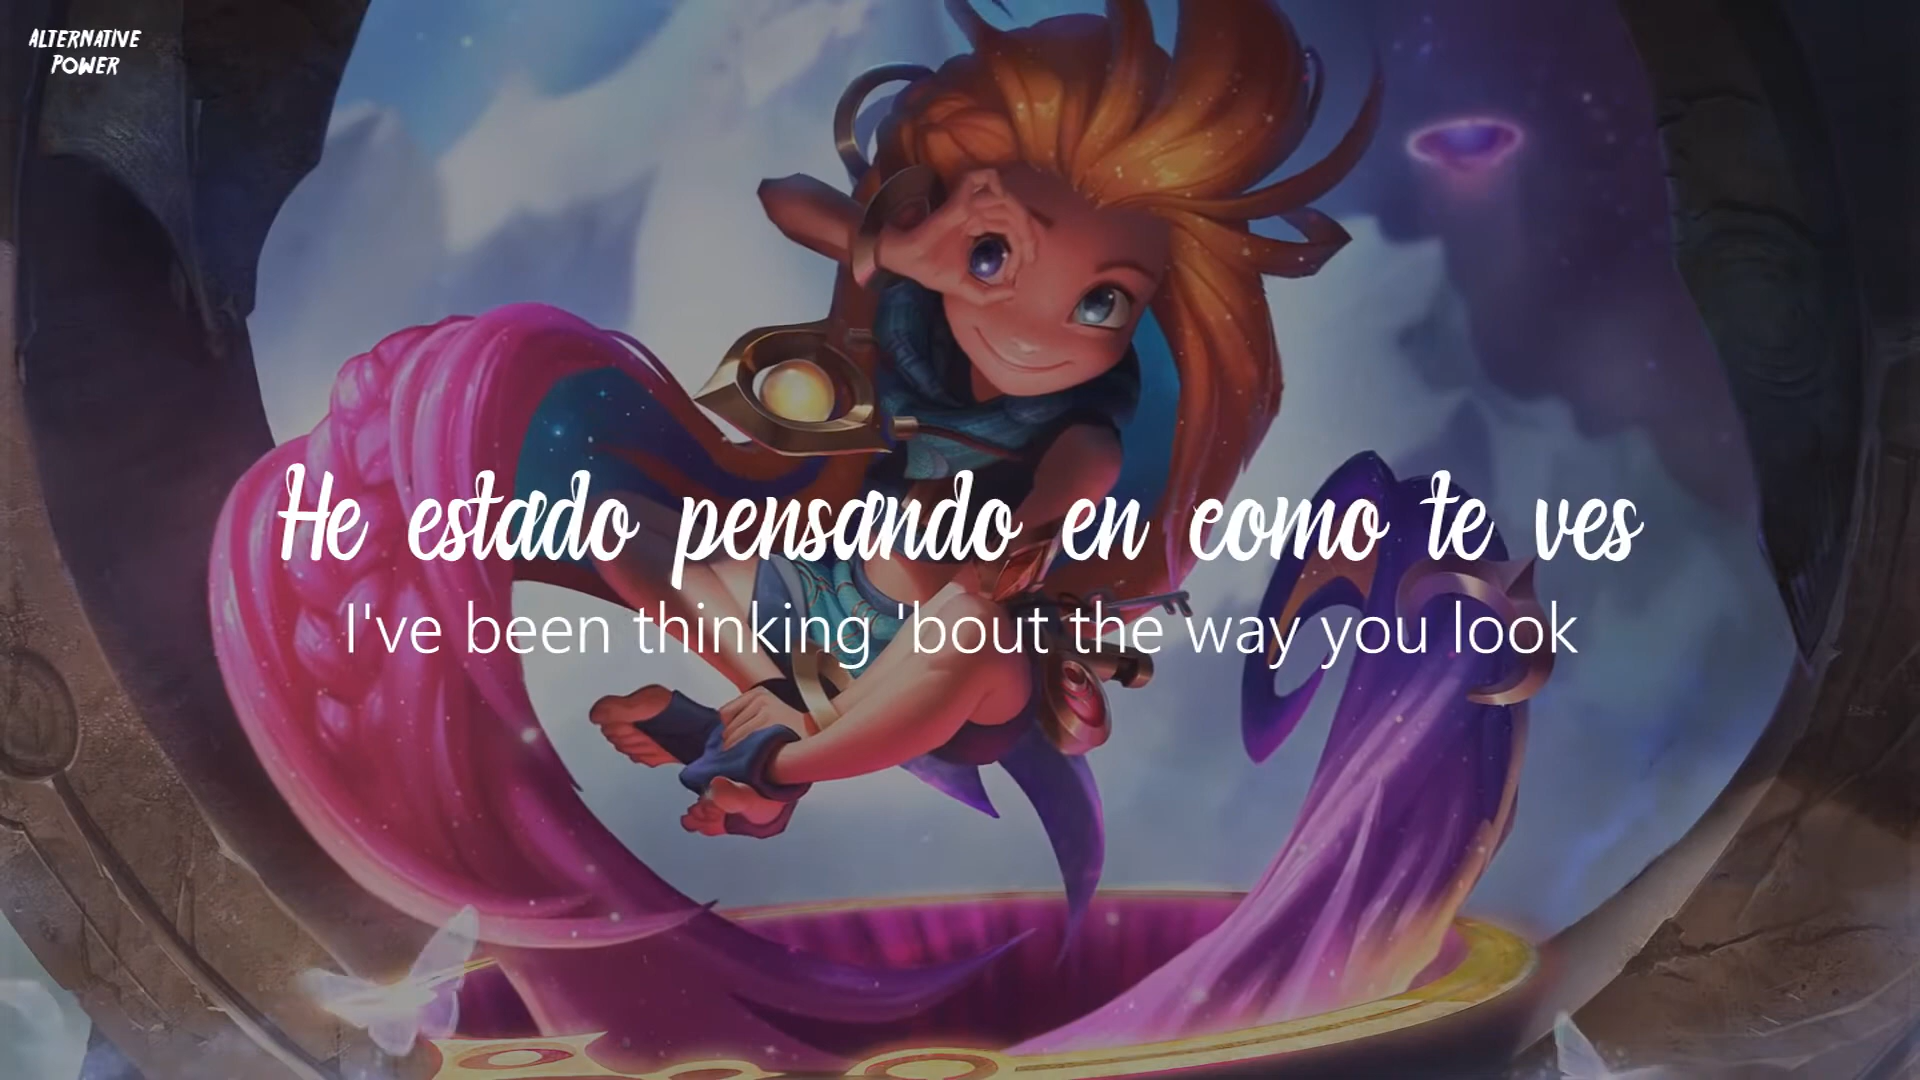 ALTERNATIVE
POWER
He estado pensando en como te ves
I've been thinking 'bout the way you look